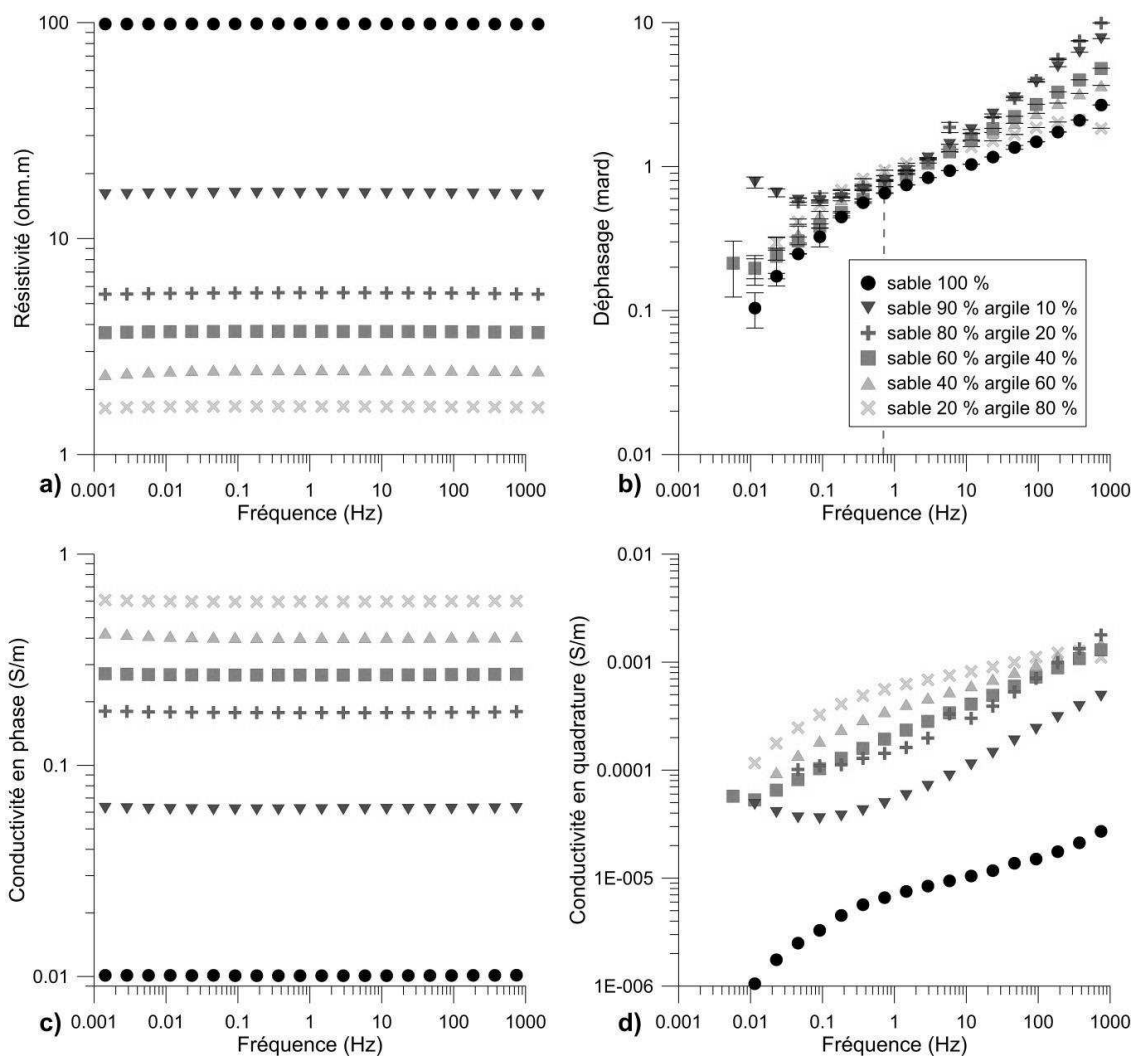 100
10
1
Résistivité (ohm.m)
0.001 0.01 0.1 1 10 100 1000
Fréquence (Hz)
a)
10
1
0.1
0.01
Déphasage (mard)
sable 100 %
sable 90 % argile 10 %
sable 80 % argile 20 %
sable 60 % argile 40 %
sable 40 % argile 60 %
sable 20 % argile 80 %
0.001 0.01 0.1 1 10 100 1000
Fréquence (Hz)
b)
1
0.1
0.01
Conductivité en phase (S/m)
0.001 0.01 0.1 1 10 100 1000
Fréquence (Hz)
c)
0.01
0.001
0.0001
1E-005
1E-006
Conductivité en quadrature (S/m)
0.001 0.01 0.1 1 10 100 1000
Fréquence (Hz)
d)